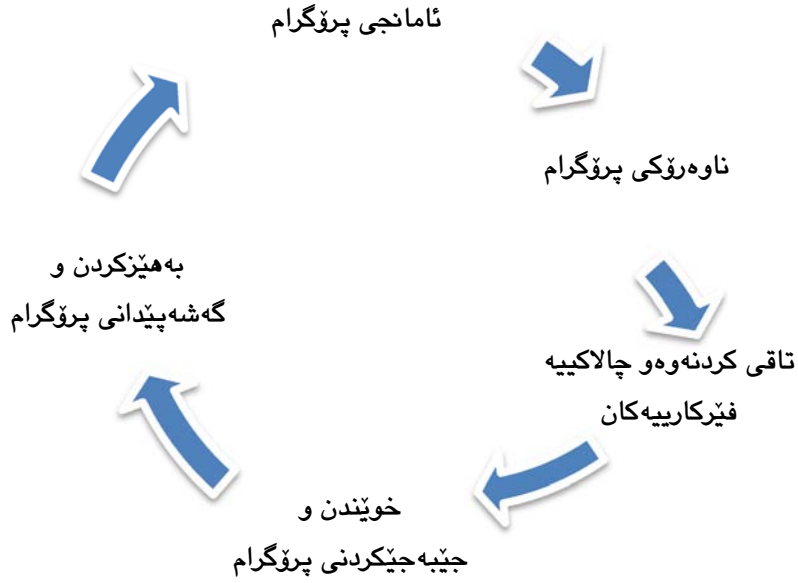 ئامانجی پرۆگرام
ناوەرۆکی پرۆگرام
تاقی کردنەوەو چالاکییە
فێرکارییەکان
خوێندن و
جێبەجێکردنی پرۆگرام
بەهێزکردن و
گەشەپێدانی پرۆگرام